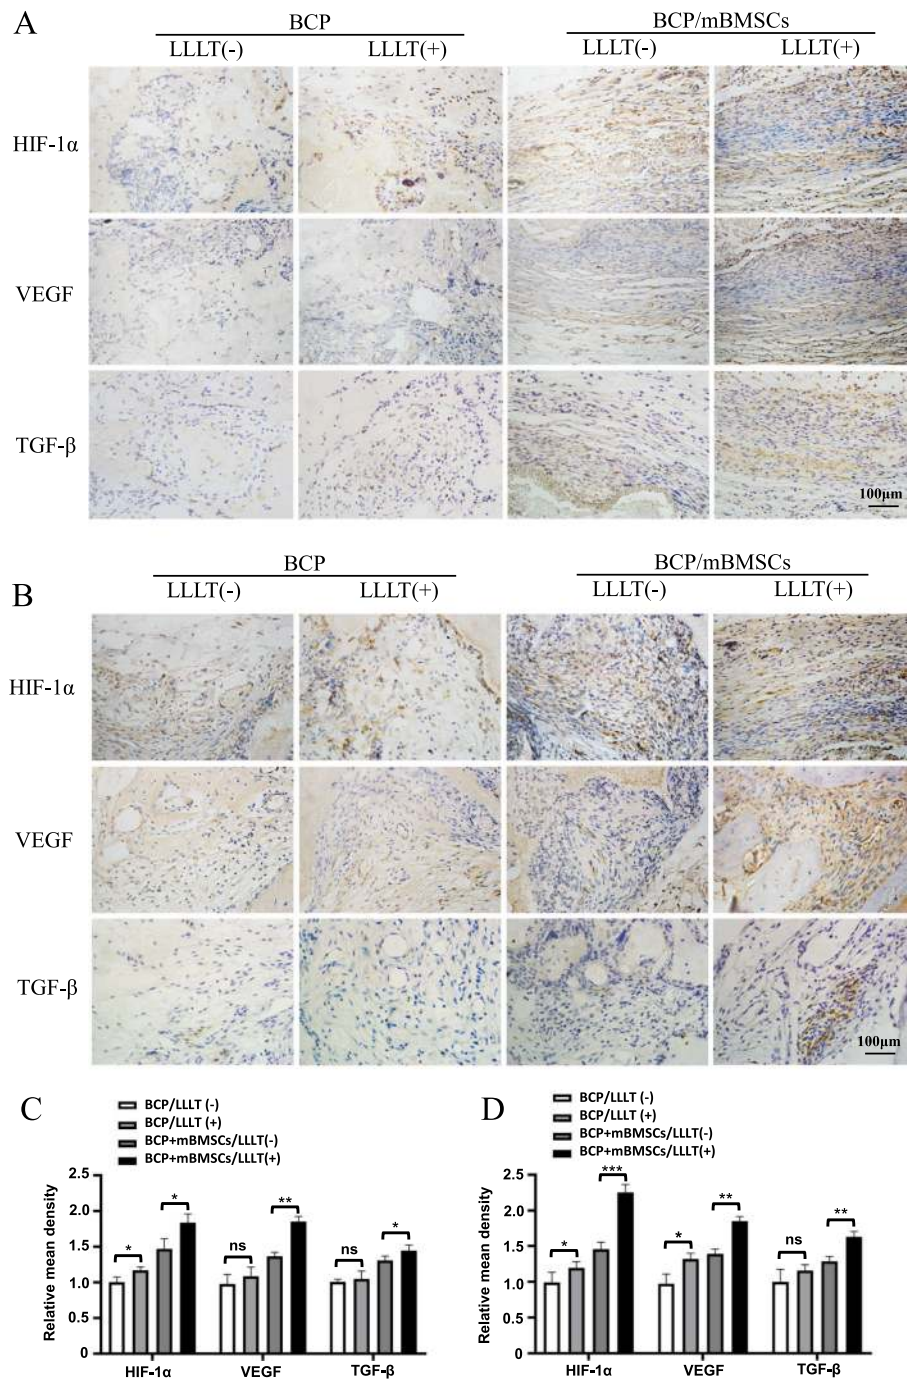 A
BCP
BCP/mBMSCs
LLLT(-)
LLLT(+)
LLLT(-)
LLLT(+)
HIF-1α
VEGF
TGF-β
100μm
B
BCP
BCP/mBMSCs
LLLT(-)
LLLT(+)
LLLT(-)
LLLT(+)
HIF-1α
VEGF
TGF-β
100μm
C
BCP/LLLT (-)
BCP/LLLT (+)
BCP+mBMSCs/LLLT(-)
BCP+mBMSCs/LLLT(+)
Relative mean density
2.5
2.0
1.5
1.0
0.5
0
*
*
ns
**
ns
*
HIF-1α
VEGF
TGF-β
D
BCP/LLLT (-)
BCP/LLLT (+)
BCP+mBMSCs/LLLT(-)
BCP+mBMSCs/LLLT(+)
Relative mean density
2.5
2.0
1.5
1.0
0.5
0
*
***
*
**
ns
**
HIF-1α
VEGF
TGF-β